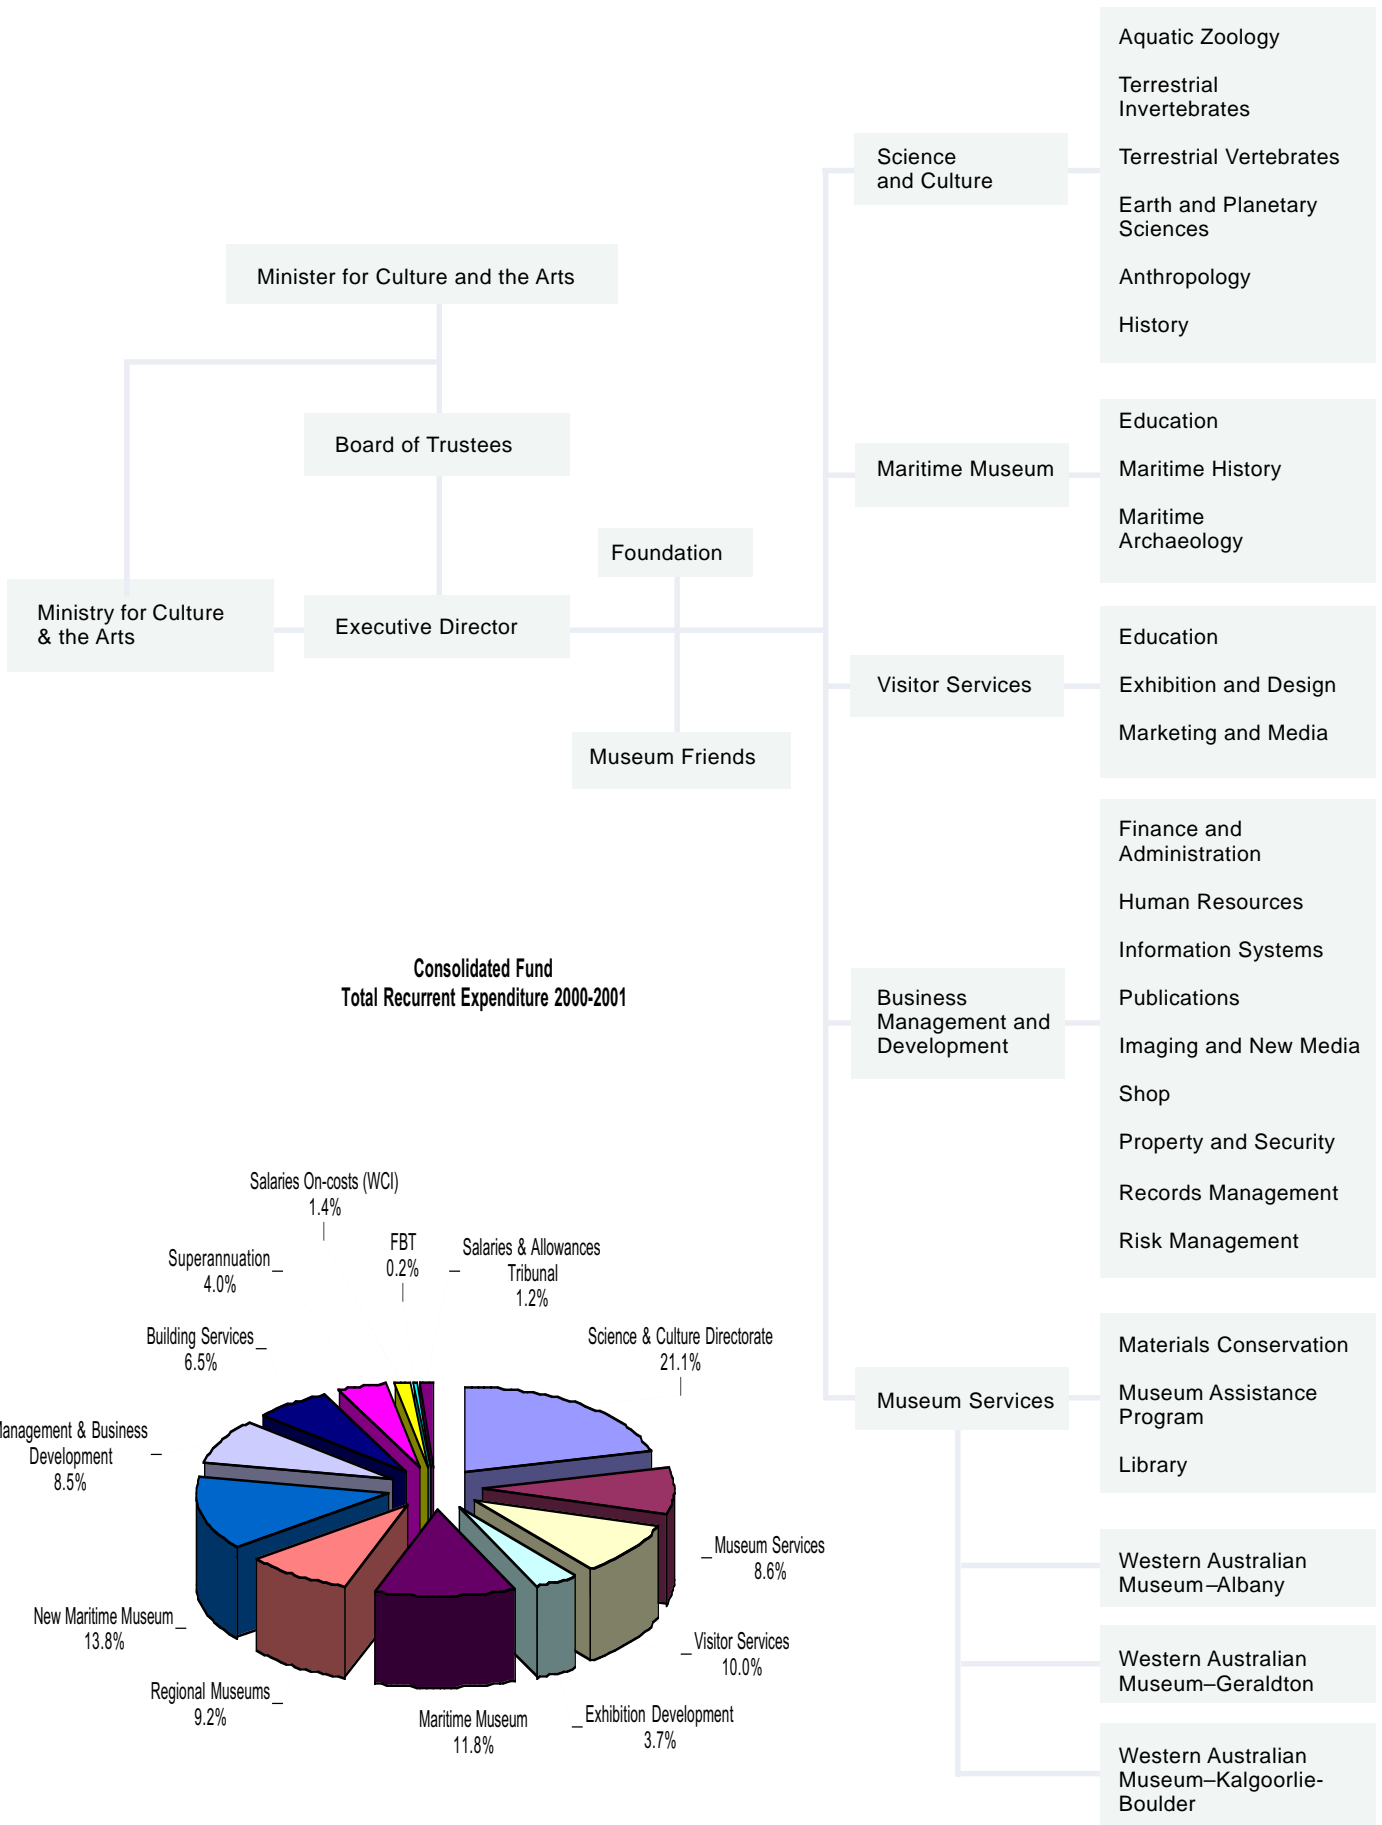 Aquatic Zoology
Terrestrial
Invertebrates
Terrestrial Vertebrates
Earth and Planetary
Sciences
Anthropology
History
Science
and Culture
Minister for Culture and the Arts
Board of Trustees
Ministry for Culture
& the Arts
Executive Director
Foundation
Museum Friends
Maritime Museum
Education
Maritime History
Maritime
Archaeology
Visitor Services
Education
Exhibition and Design
Marketing and Media
Business
Management and
Development
Finance and
Administration
Human Resources
Information Systems
Publications
Imaging and New Media
Shop
Property and Security
Records Management
Risk Management
Museum Services
Materials Conservation
Museum Assistance
Program
Library
Western Australian
Museum–Albany
Western Australian
Museum–Geraldton
Western Australian
Museum–Kalgoorlie-
Boulder
Consolidated Fund
Total Recurrent Expenditure 2000-2001
Salaries On-costs (WCI)
1.4%
FBT
0.2%
Salaries & Allowances
Tribunal
1.2%
Superannuation
4.0%
Building Services
6.5%
Science & Culture Directorate
21.1%
Management & Business
Development
8.5%
Museum Services
8.6%
New Maritime Museum
13.8%
Visitor Services
10.0%
Regional Museums
9.2%
Maritime Museum
11.8%
Exhibition Development
3.7%